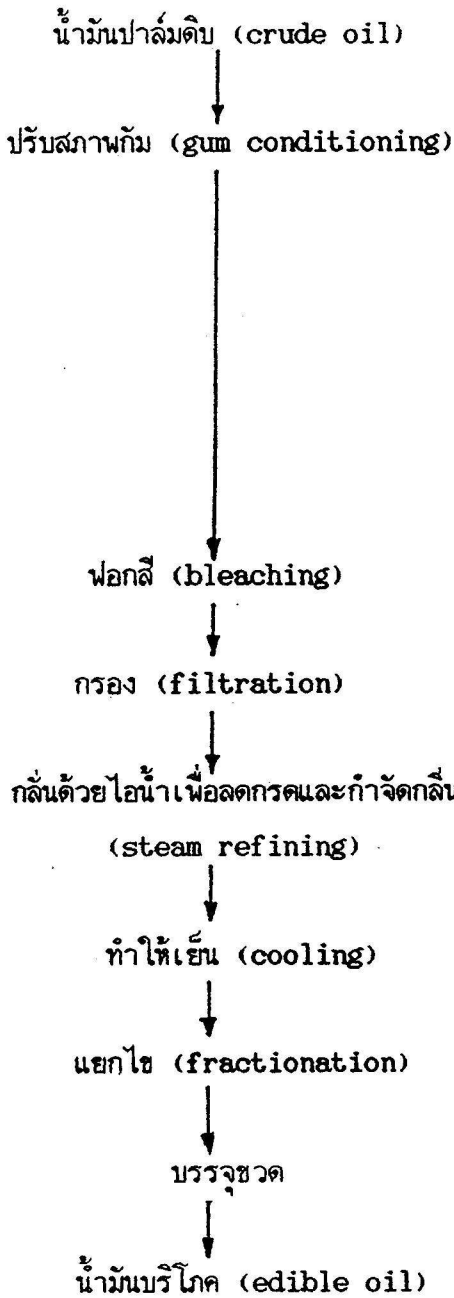 น้ำมันปาล์มดิบ (crude oil)
ปรับสภาพกัม (gum conditioning)
ฟอกสี (bleaching)
กรอง (filtration)
กลั่นด้วยไอน้ำเพื่อลดกรดและกำจัดกลิ่น
(steam refining)
ทำให้เย็น (cooling)
แยกไข (fractionation)
บรรจุขวด
น้ำมันบริโภค (edible oil)